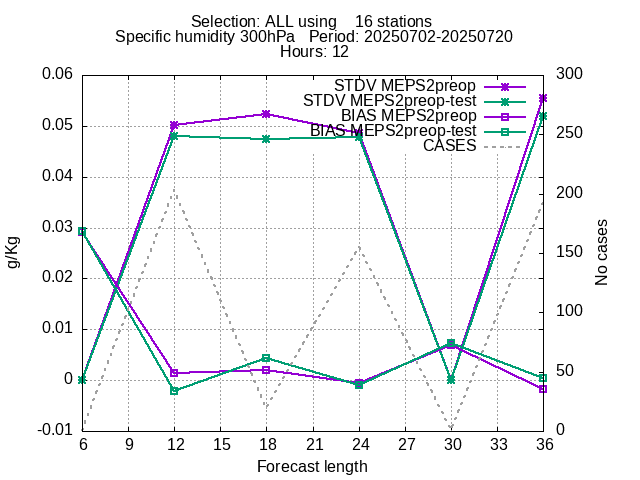 Selection: ALL using    16 stations
Specific humidity 300hPa   Period: 20250702-20250720
Hours: 12
STDV MEPS2preop
STDV MEPS2preop-test
BIAS MEPS2preop
BIAS MEPS2preop-test
CASES
g/Kg
0.06
0.05
0.04
0.03
0.02
0.01
0
-0.01
No cases
300
250
200
150
100
50
0
6 9 12 15 18 21 24 27 30 33 36
Forecast length